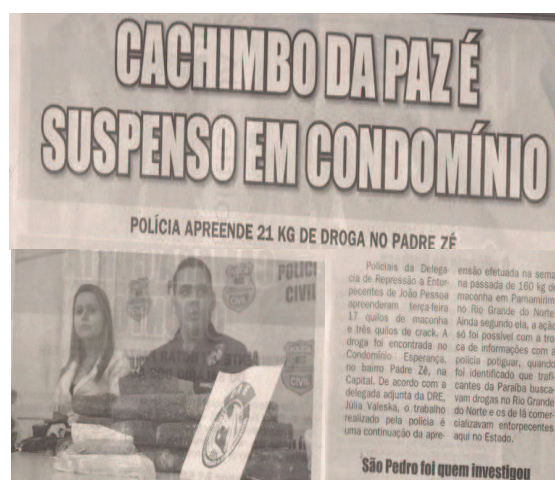 CACHIMBO DA PAZ É
SUSPENSO EM CONDOMÍNIO
POLÍCIA APREENDE 21 KG DE DROGA NO PADRE ZÉ
POLICI
CIVIL
CIVIL
CIVIL
DRE
Policiais da Delega-
cia de Repressão a Entor-
pecentes de João Pessoa
apreenderam terça-feira
17 quilos de maconha
e três quilos de crack. A
droga foi encontrada no
Condomínio Esperança,
no bairro Padre Zé, na
Capital. De acordo com a
delegada adjunta da DRE,
Júlia Valeska, o trabalho
realizado pela polícia é
uma continuação da apre-
ensão efetuada na sema
na passada de 160 kg de
maconha em Parnamirim
no Rio Grande do Norte
Ainda segundo ela, a ação
só foi possível com a tro
ca de informações com a
polícia potiguar, quando
foi identificado que trafi
cantes da Paraíba busca
vam drogas no Rio Grande
do Norte e os de lá comer
cializavam entorpecentes
aqui no Estado.
São Pedro foi quem investigou